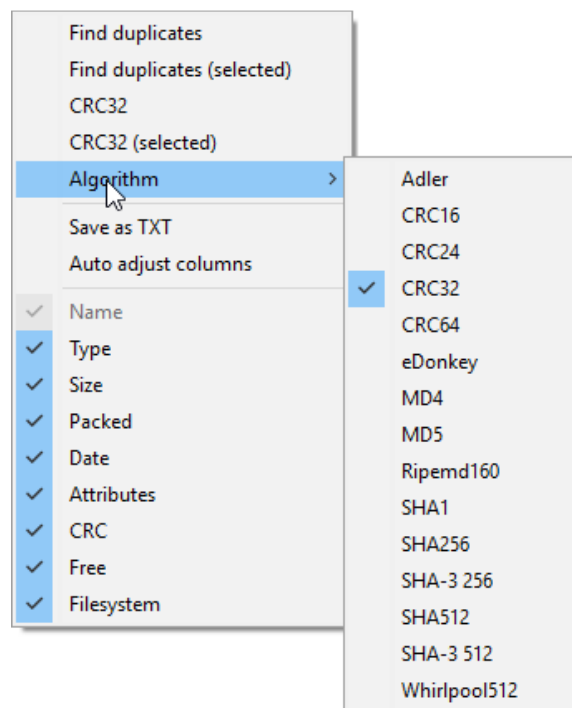 Find duplicates
Find duplicates (selected)
CRC32
CRC32 (selected)
Algorithm
Save as TXT
Auto adjust columns
Name
Type
Size
Packed
Date
Attributes
CRC
Free
Filesystem
Adler
CRC16
CRC24
CRC32
CRC64
eDonkey
MD4
MD5
Ripemd160
SHA1
SHA256
SHA-3 256
SHA512
SHA-3 512
Whirlpool512